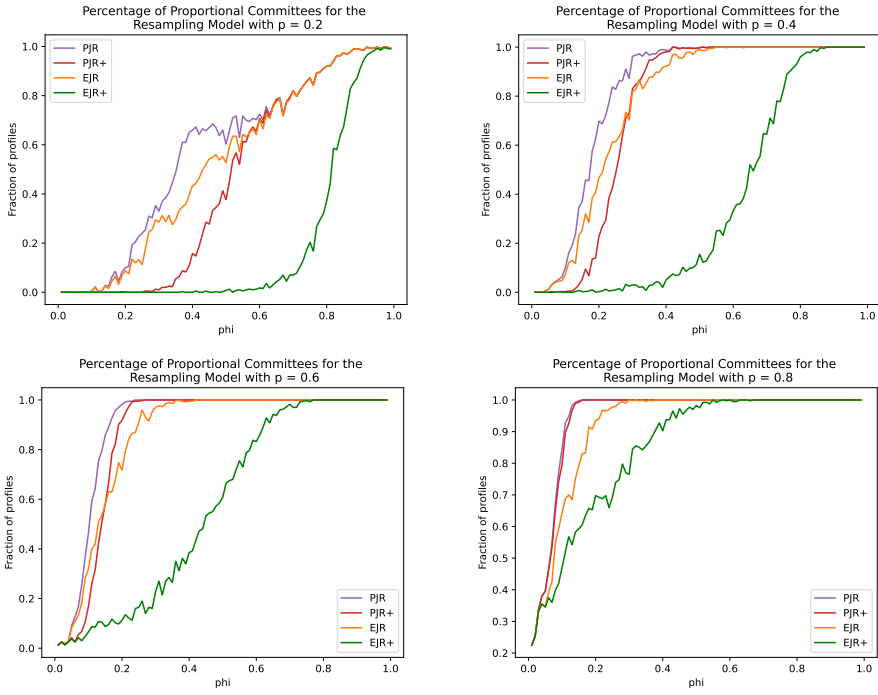 Percentage of Proportional Committees for the
Resampling Model with p = 0.2
1.0
0.8
0.6
0.4
0.2
0.0
Fraction of profiles
PJR
PJR+
EJR
EJR+
0.0 0.2 0.4 0.6 0.8 1.0
phi
Percentage of Proportional Committees for the
Resampling Model with p = 0.4
1.0
0.8
0.6
0.4
0.2
0.0
Fraction of profiles
PJR
PJR+
EJR
EJR+
0.0 0.2 0.4 0.6 0.8 1.0
phi
Percentage of Proportional Committees for the
Resampling Model with p = 0.6
1.0
0.8
0.6
0.4
0.2
0.0
Fraction of profiles
PJR
PJR+
EJR
EJR+
0.0 0.2 0.4 0.6 0.8 1.0
phi
Percentage of Proportional Committees for the
Resampling Model with p = 0.8
1.0
0.9
0.8
0.7
0.6
0.5
0.4
0.3
0.2
Fraction of profiles
PJR
PJR+
EJR
EJR+
0.0 0.2 0.4 0.6 0.8 1.0
phi